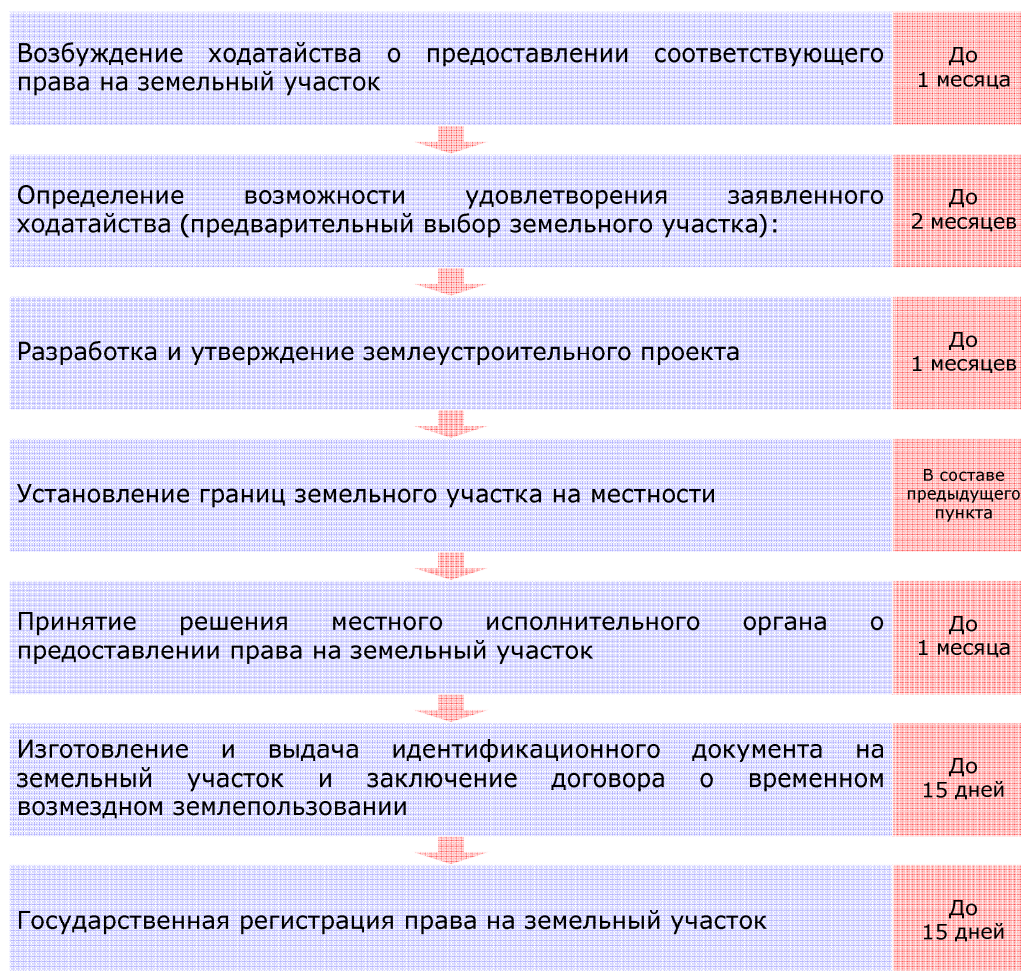 Возбуждение ходатайства о предоставлении соответствующего
права на земельный участок
До
1 месяца
Определение возможности удовлетворения заявленного
ходатайства (предварительный выбор земельного участка):
До
2 месяцев
Разработка и утверждение землеустроительного проекта
До
1 месяцев
Установление границ земельного участка на местности
В составе
предыдущего
пункта
Принятие решения местного исполнительного органа о
предоставлении права на земельный участок
До
1 месяца
Изготовление и выдача идентификационного документа на
земельный участок и заключение договора о временном
возмездном землепользовании
До
15 дней
Государственная регистрация права на земельный участок
До
15 дней